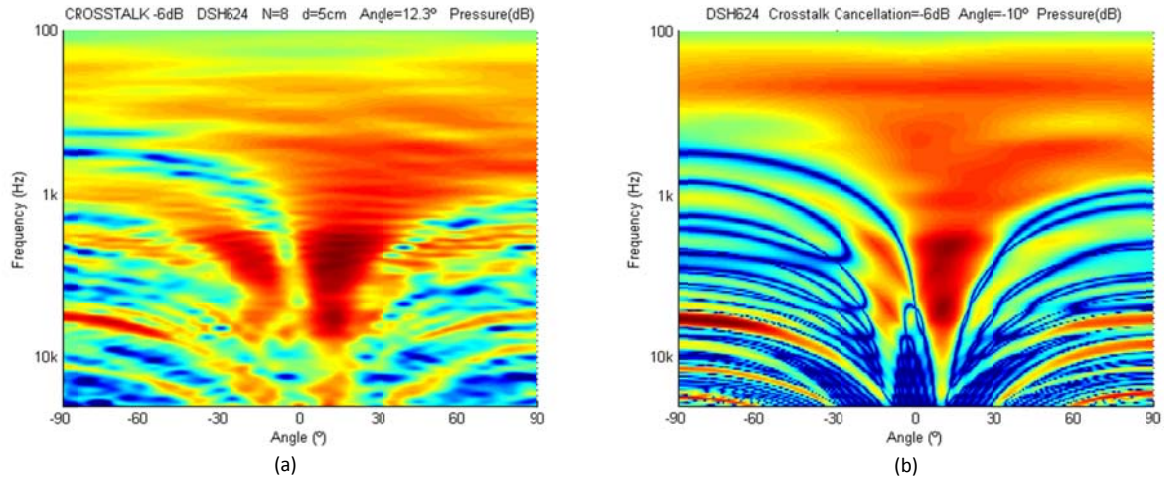 CROSSTALK -6dB DSH624 N=8 d=5cm Angle=12.3º Pressure(dB)
100
1k
10k
Frequency (Hz)
-90 -60 -30 0 30 60 90
Angle (º)
(a)
DSH624 Crosstalk Cancellation=-6dB Angle=-10º Pressure(dB)
100
1k
10k
Frequency (Hz)
-90 -60 -30 0 30 60 90
Angle (º)
(b)